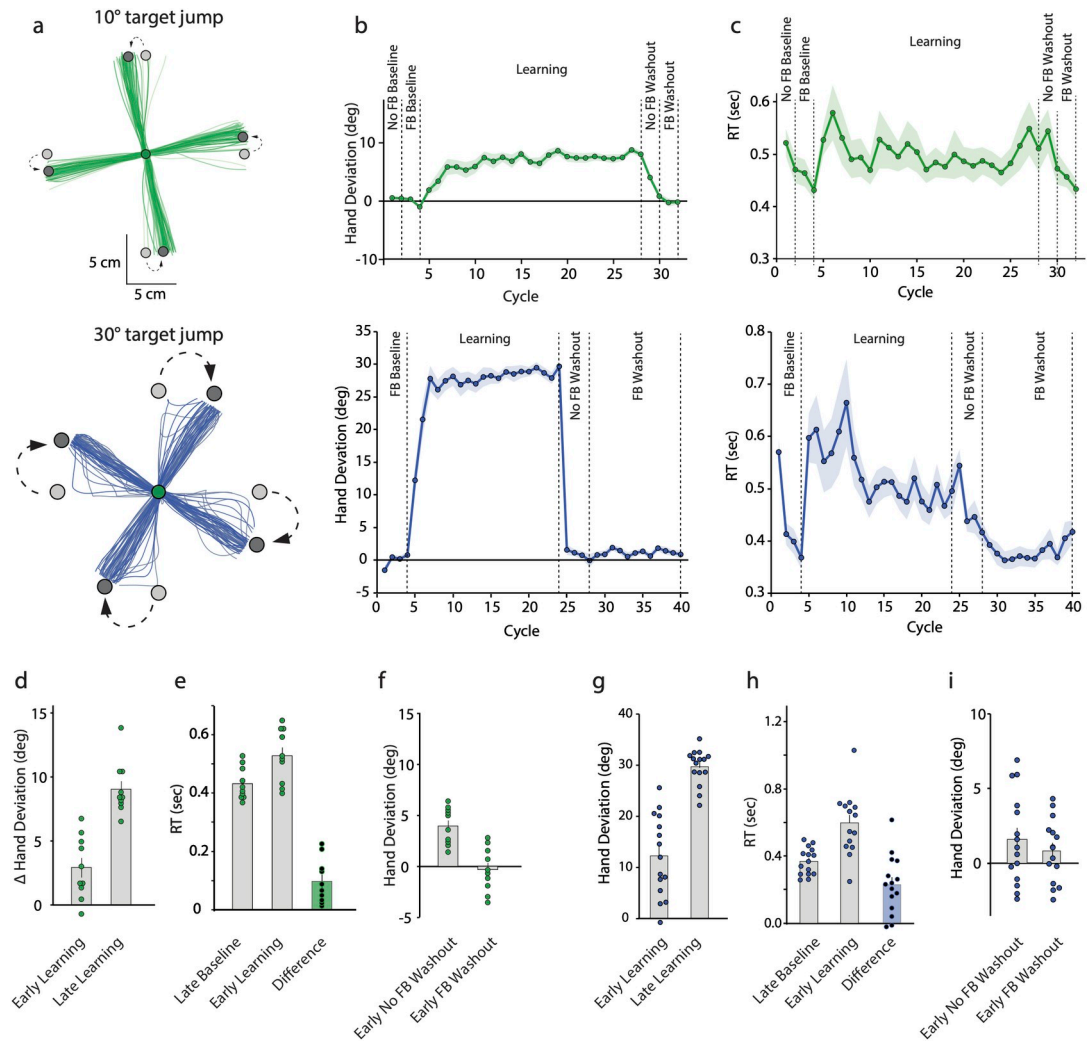 a
10° target jump
5 cm
5 cm
30° target jump
b
No FB Baseline
FB Baseline
Learning
No FB Washout
FB Washout
Hand Deviation (deg)
10
0
-10
5
10
15
20
25
30
Cycle
FB Baseline
Learning
No FB Washout
FB Washout
Hand Devation (deg)
35
30
25
20
15
10
5
0
-5
0
5
10
15
20
25
30
35
40
Cycle
c
No FB Baseline
FB Baseline
Learning
No FB Washout
FB Washout
RT (sec)
0.6
0.5
0.4
0.3
0
5
10
15
20
25
30
Cycle
FB Baseline
Learning
No FB Washout
FB Washout
RT (sec)
0.8
0.7
0.6
0.5
0.4
0.3
0
5
10
15
20
25
30
35
40
Cycle
d
Δ Hand Deviation (deg)
15
10
5
0
Early Learning
Late Learning
e
RT (sec)
0.6
0.4
0.2
0
Late Baseline
Early Learning
Difference
f
Hand Deviation (deg)
15
10
5
0
-5
Early No FB Washout
Early FB Washout
g
Hand Deviation (deg)
40
30
20
10
0
Early Learning
Late Learning
h
RT (sec)
1.2
0.8
0.4
0.0
Late Baseline
Early Learning
Difference
i
Hand Deviation (deg)
10
5
0
Early No FB Washout
Early FB Washout